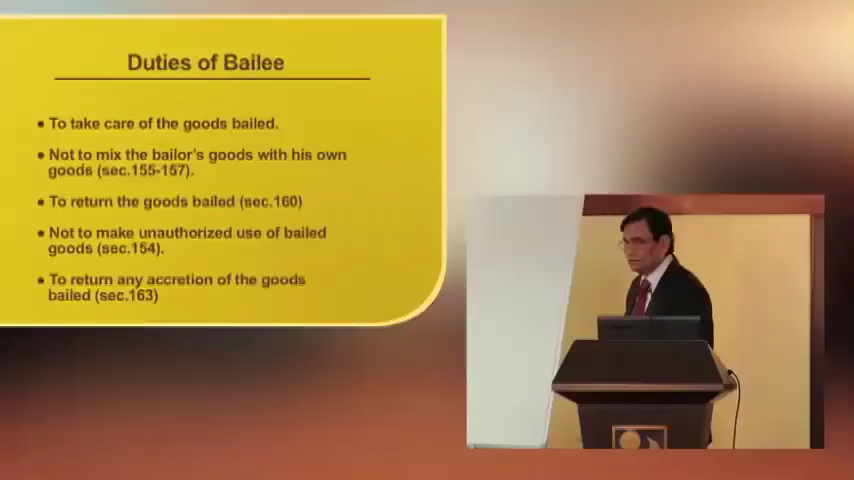 Duties of Bailee
• To take care of the goods bailed.
• Not to mix the bailor's goods with his own
goods (sec.155-157).
• To return the goods bailed (sec.160)
• Not to make unauthorized use of bailed
goods (sec.154).
• To return any accretion of the goods
bailed (sec.163)